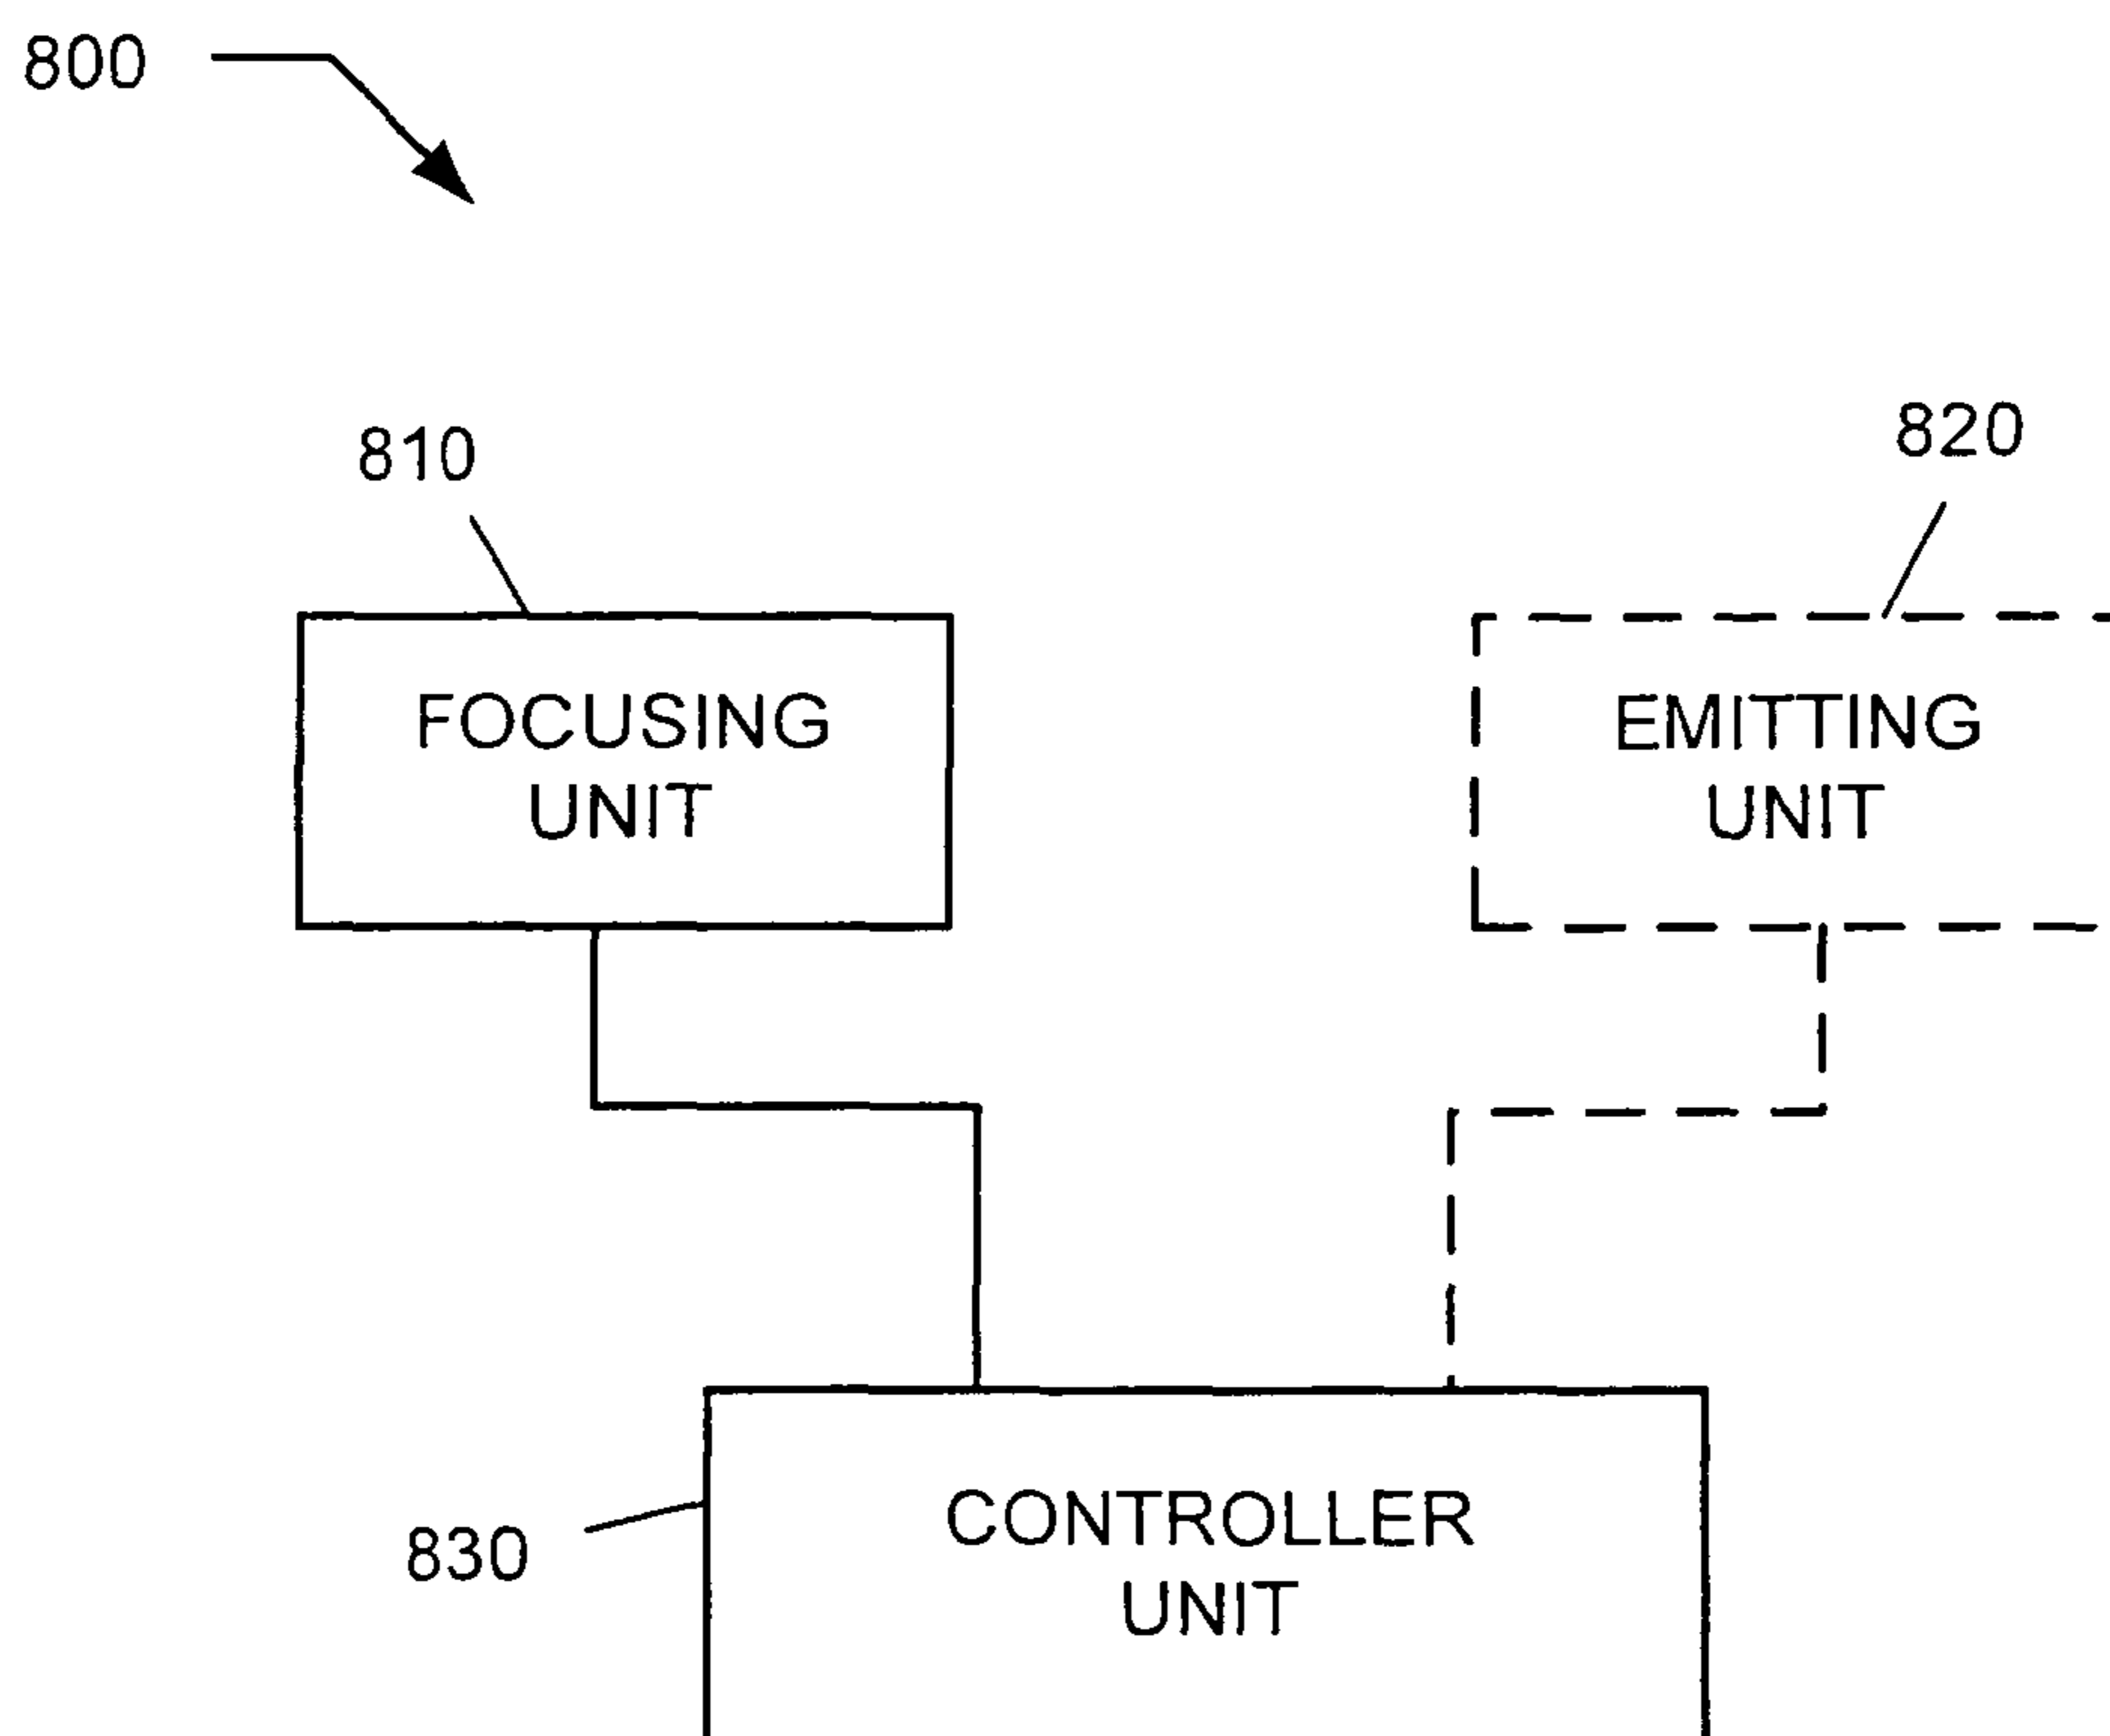 800
810
820
FOCUSING
UNIT
EMITTING
UNIT
830
CONTROLLER
UNIT